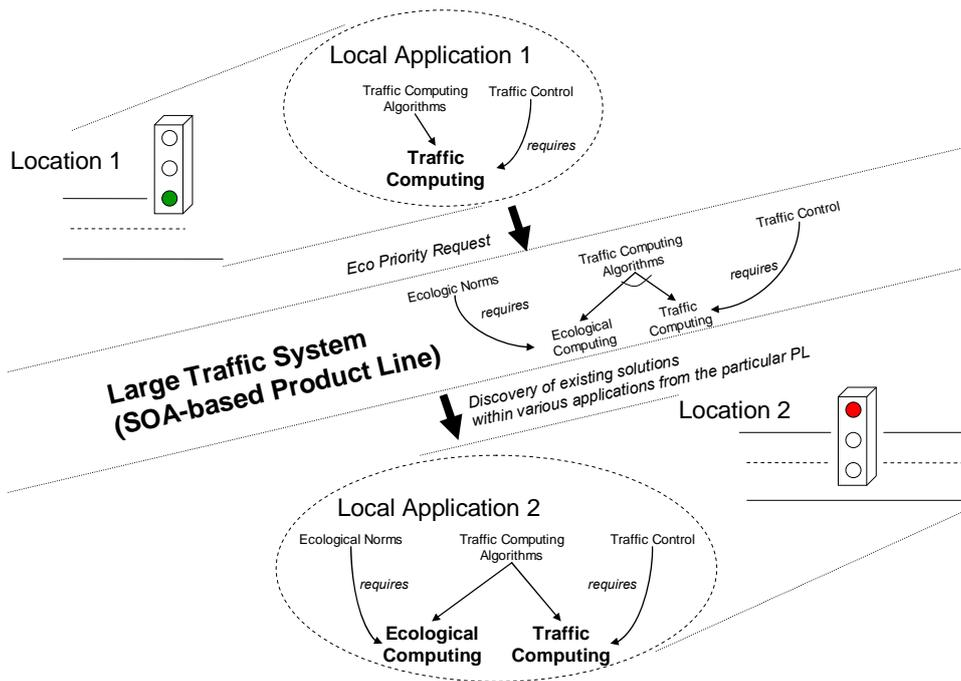 Local Application 1
Traffic Computing
Algorithms
Traffic Control
requires
Traffic
Computing
Location 1
Eco Priority Request
Traffic Control
requires
Traffic Computing
Algorithms
Ecologic Norms
requires
Ecological
Computing
Traffic
Computing
Large Traffic System
(SOA-based Product Line)
Discovery of existing solutions
within various applications from the particular PL
Location 2
Local Application 2
Ecological Norms
Traffic Computing
Algorithms
Traffic Control
requires
requires
Ecological
Computing
Traffic
Computing